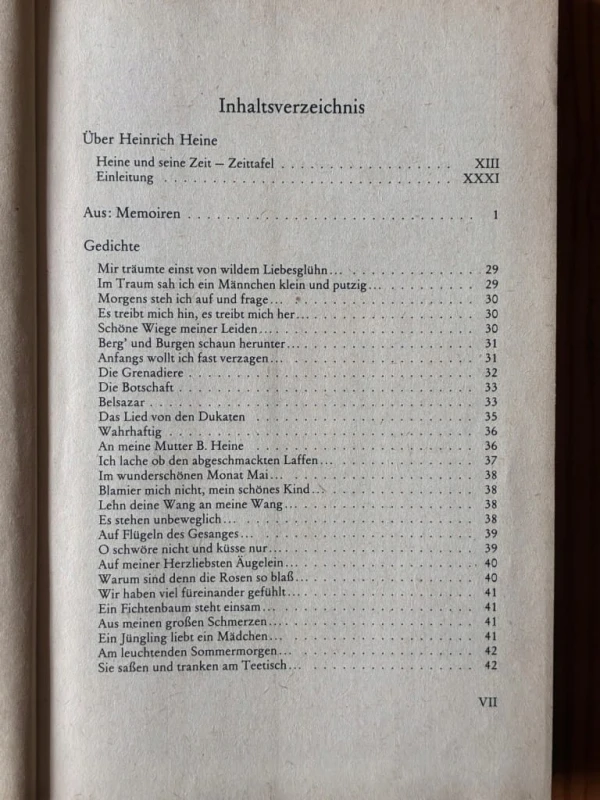 Inhaltsverzeichnis
Über Heinrich Heine
Heine und seine Zeit – Zeittafel . . . . . . . . . . . . . . . . . . XIII
Einleitung . . . . . . . . . . . . . . . . . . . . . . . . . . . . XXXI
Aus: Memoiren . . . . . . . . . . . . . . . . . . . . . . . . . . . 1
Gedichte
Mir träumte einst von wildem Liebesglühn... . . . . . . . . . . . . 29
Im Traum sah ich ein Männchen klein und putzig... . . . . . . . . . 29
Morgens steh ich auf und frage... . . . . . . . . . . . . . . . . . 30
Es treibt mich hin, es treibt mich her... . . . . . . . . . . . . . 30
Schöne Wiege meiner Leiden... . . . . . . . . . . . . . . . . . . . 30
Berg' und Burgen schaun herunter... . . . . . . . . . . . . . . . . 31
Anfangs wollt ich fast verzagen... . . . . . . . . . . . . . . . . 31
Die Grenadiere . . . . . . . . . . . . . . . . . . . . . . . . . . 32
Die Botschaft . . . . . . . . . . . . . . . . . . . . . . . . . . . 33
Belsazar . . . . . . . . . . . . . . . . . . . . . . . . . . . . . 33
Das Lied von den Dukaten . . . . . . . . . . . . . . . . . . . . . 35
Wahrhaftig . . . . . . . . . . . . . . . . . . . . . . . . . . . . 36
An meine Mutter B. Heine . . . . . . . . . . . . . . . . . . . . . 36
Ich lache ob den abgeschmackten Laffen... . . . . . . . . . . . . . 37
Im wunderschönen Monat Mai... . . . . . . . . . . . . . . . . . . . 38
Blamier mich nicht, mein schönes Kind... . . . . . . . . . . . . . 38
Lehn deine Wang an meine Wang... . . . . . . . . . . . . . . . . . 38
Es stehen unbeweglich... . . . . . . . . . . . . . . . . . . . . . 38
Auf Flügeln des Gesanges... . . . . . . . . . . . . . . . . . . . . 39
O schwöre nicht und küsse nur... . . . . . . . . . . . . . . . . . 39
Auf meiner Herzliebsten Äugelein... . . . . . . . . . . . . . . . . 40
Warum sind denn die Rosen so blaß... . . . . . . . . . . . . . . . 40
Wir haben viel füreinander gefühlt... . . . . . . . . . . . . . . . 41
Ein Fichtenbaum steht einsam... . . . . . . . . . . . . . . . . . . 41
Aus meinen großen Schmerzen... . . . . . . . . . . . . . . . . . . 41
Ein Jüngling liebt ein Mädchen... . . . . . . . . . . . . . . . . . 41
Am leuchtenden Sommermorgen... . . . . . . . . . . . . . . . . . . 42
Sie saßen und tranken am Teetisch... . . . . . . . . . . . . . . . 42
VII